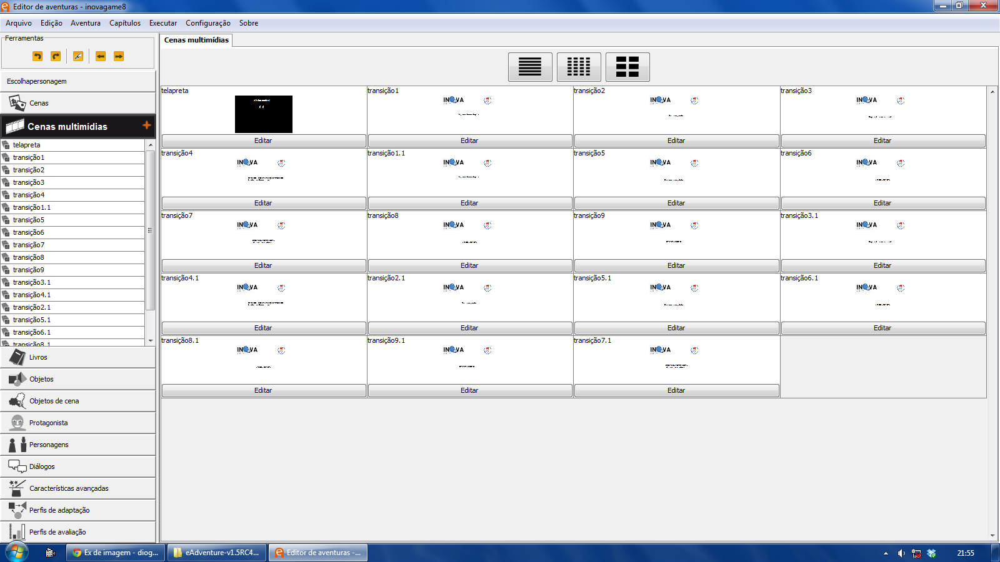 Editor de aventuras - inovagame8
Arquivo Edição Aventura Capítulos Executar Configuração Sobre
Ferramentas
Escolhapersonagem
Cenas
Cenas multimídias
telapreta
transição1
transição2
transição3
transição4
transição1.1
transição5
transição6
transição7
transição8
transição9
transição3.1
transição4.1
transição2.1
transição5.1
transição6.1
transição8.1
Livros
Objetos
Objetos de cena
Protagonista
Personagens
Diálogos
Características avançadas
Perfis de adaptação
Perfis de avaliação
Cenas multimídias
telapreta transição1 transição2 transição3
INOVA INOVA INOVA
Editar Editar Editar Editar
transição4 transição1.1 transição5 transição6
INOVA INOVA INOVA INOVA
Editar Editar Editar Editar
transição7 transição8 transição9 transição3.1
INOVA INOVA INOVA INOVA
Editar Editar Editar Editar
transição4.1 transição2.1 transição5.1 transição6.1
INOVA INOVA INOVA INOVA
Editar Editar Editar Editar
transição8.1 transição9.1 transição7.1
INOVA INOVA INOVA
Editar Editar Editar
Ex de imagem - diog... eAdventure-v1.5RC4... Editor de aventuras -... 21:55